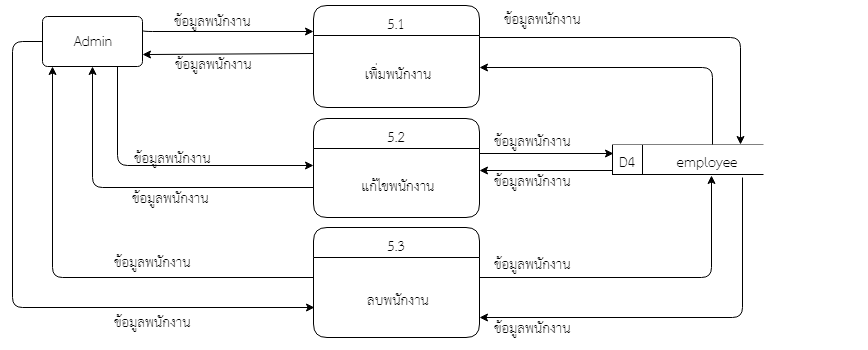 Admin
ข้อมูลพนักงาน
ข้อมูลพนักงาน
5.1
เพิ่มพนักงาน
ข้อมูลพนักงาน
5.2
แก้ไขพนักงาน
ข้อมูลพนักงาน
ข้อมูลพนักงาน
ข้อมูลพนักงาน
ข้อมูลพนักงาน
D4
employee
5.3
ลบพนักงาน
ข้อมูลพนักงาน
ข้อมูลพนักงาน
ข้อมูลพนักงาน
ข้อมูลพนักงาน